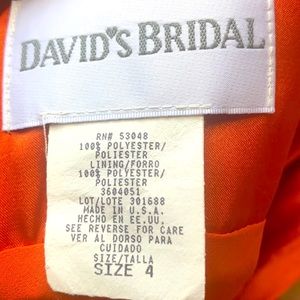 DAVID'S BRIDAL
RN# 53048
100% POLYESTER/
POLIESTER
LINING/FORRO
100% POLYESTER/
POLIESTER
3604051
LOT/LOTE 301688
MADE IN U.S.A.
HECHO EN EE.UU.
SEE REVERSE FOR CARE
VER AL DORSO PARA
CUIDADO
SIZE/TALLA
SIZE 4